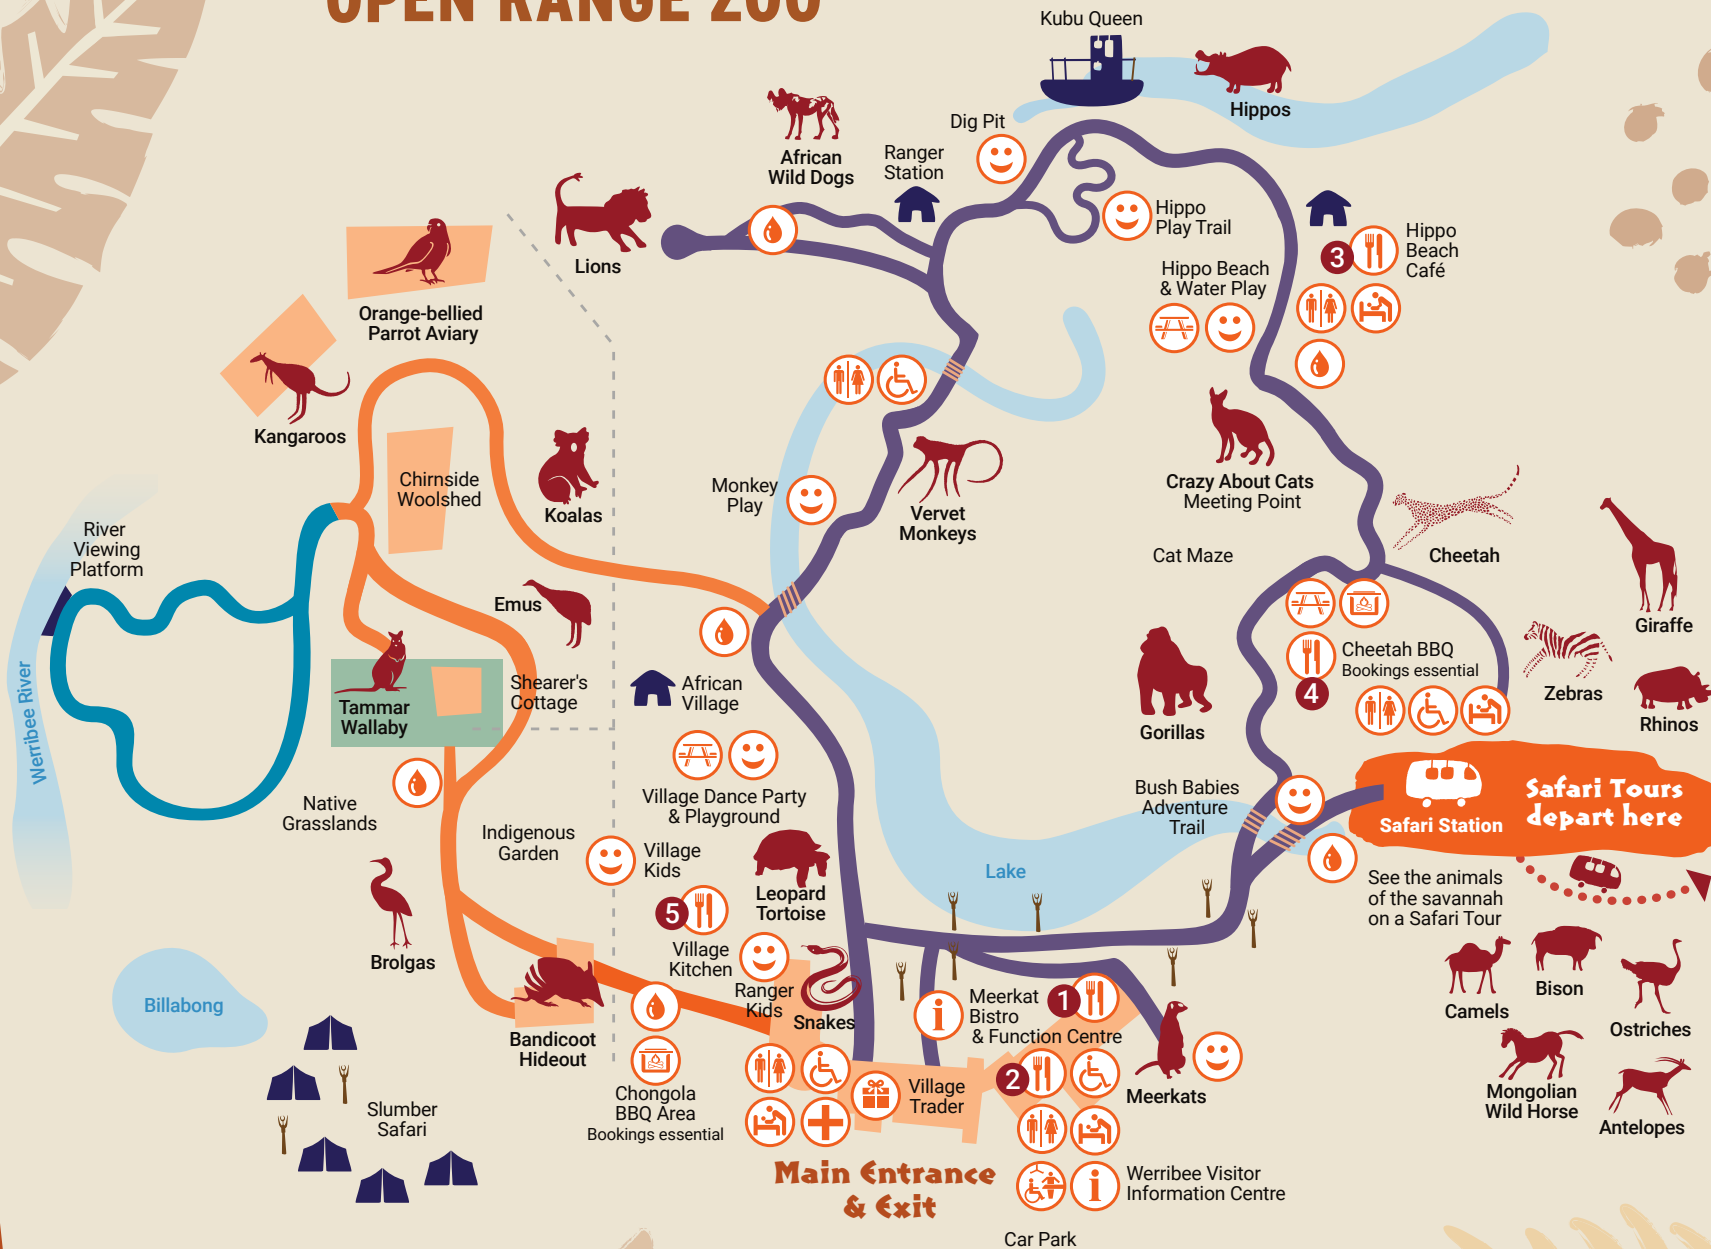 OPEN RANGE ZOO
Kubu Queen
Hippos
Dig Pit
African
Wild Dogs
Ranger
Station
Lions
Hippo
Play Trail
Hippo
Beach
Café
3
Hippo Beach
& Water Play
Orange-bellied
Parrot Aviary
Kangaroos
Chirnside
Woolshed
Koalas
Monkey
Play
Vervet
Monkeys
Crazy About Cats
Meeting Point
Cat Maze
Cheetah
Giraffe
River
Viewing
Platform
Emus
Werribee River
Tammar
Wallaby
Shearer's
Cottage
African
Village
Gorillas
Cheetah BBQ
Bookings essential
4
Zebras
Rhinos
Native
Grasslands
Indigenous
Garden
Village Dance Party
& Playground
Village
Kids
5
Village
Kitchen
Leopard
Tortoise
Ranger
Kids
Snakes
Lake
Bush Babies
Adventure
Trail
Safari Station
Safari Tours
depart here
See the animals
of the savannah
on a Safari Tour
Camels
Bison
Ostriches
Mongolian
Wild Horse
Antelopes
Brolgas
Billabong
Bandicoot
Hideout
Slumber
Safari
Chongola
BBQ Area
Bookings essential
i
Meerkat
Bistro
& Function Centre
1
2
Meerkats
Village
Trader
Main Entrance
& Exit
i
Werribee Visitor
Information Centre
Car Park